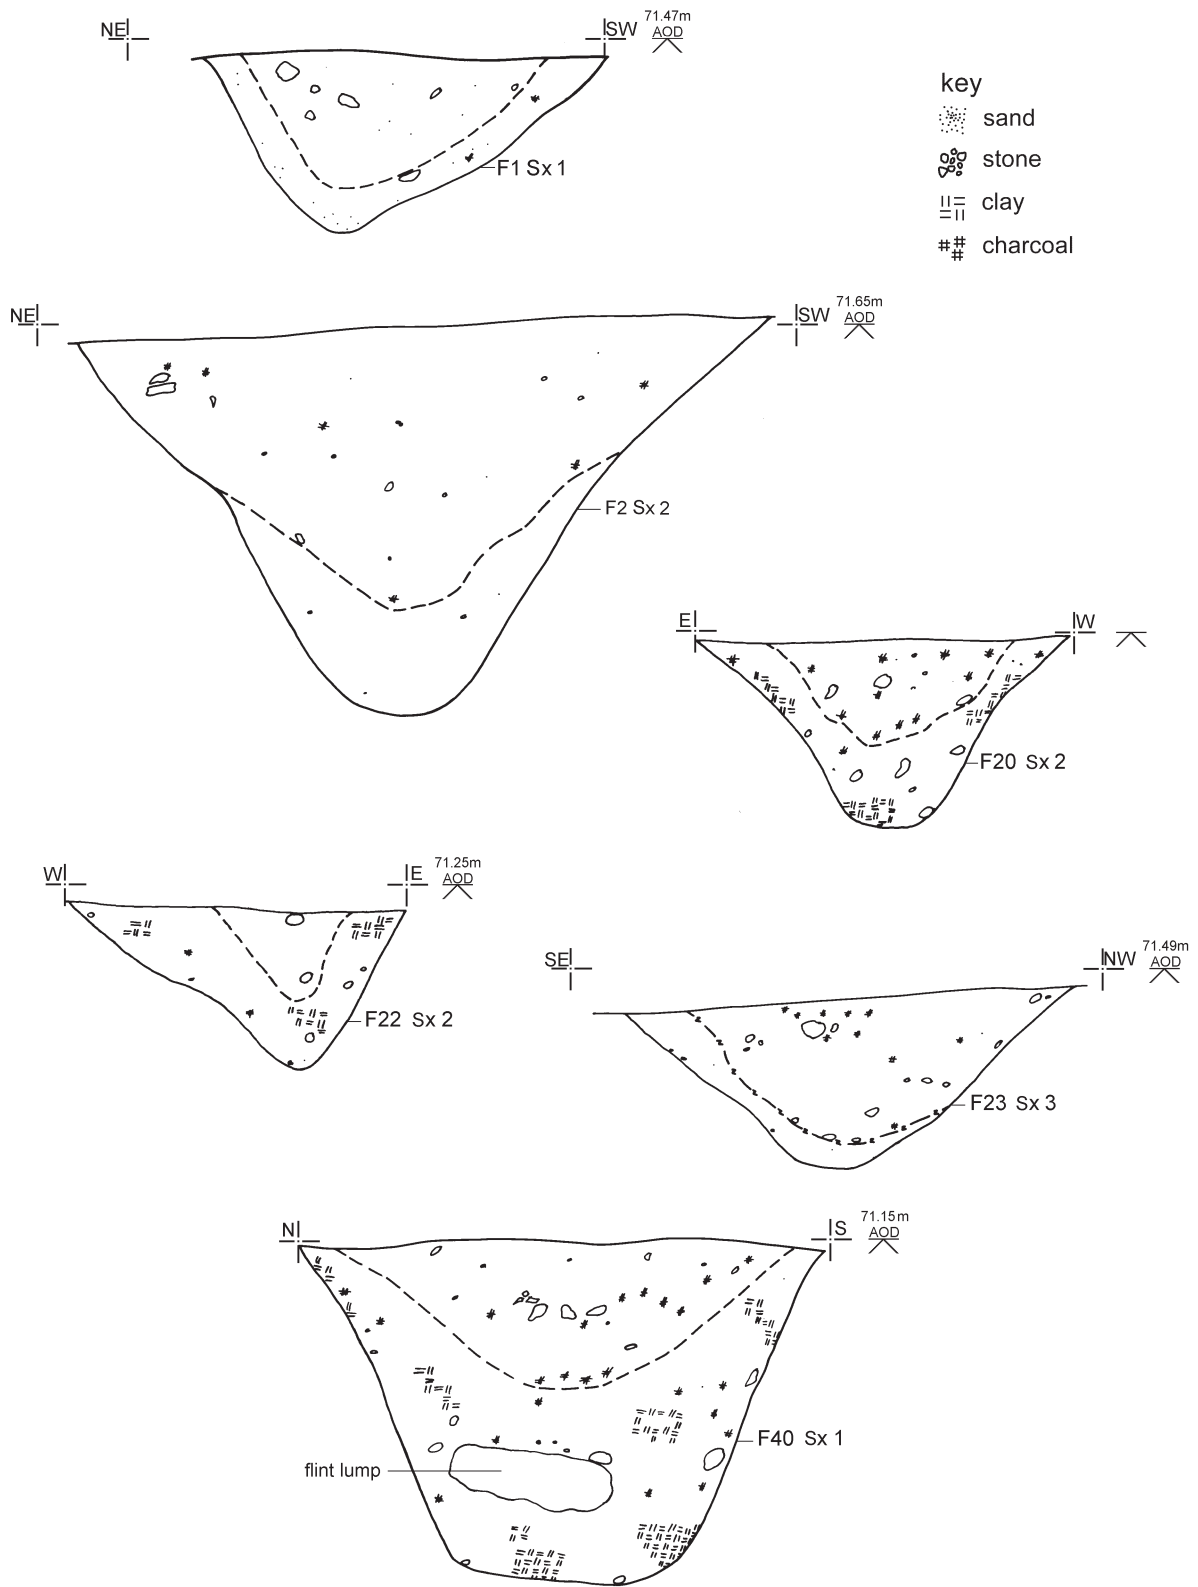 NE
SW
71.47m
AOD
F1 Sx 1
key
sand
stone
clay
charcoal
NE
SW
71.65m
AOD
F2 Sx 2
E
W
F20 Sx 2
W
E
71.25m
AOD
F22 Sx 2
SE
NW
71.49m
AOD
F23 Sx 3
N
S
71.15m
AOD
F40 Sx 1
flint lump